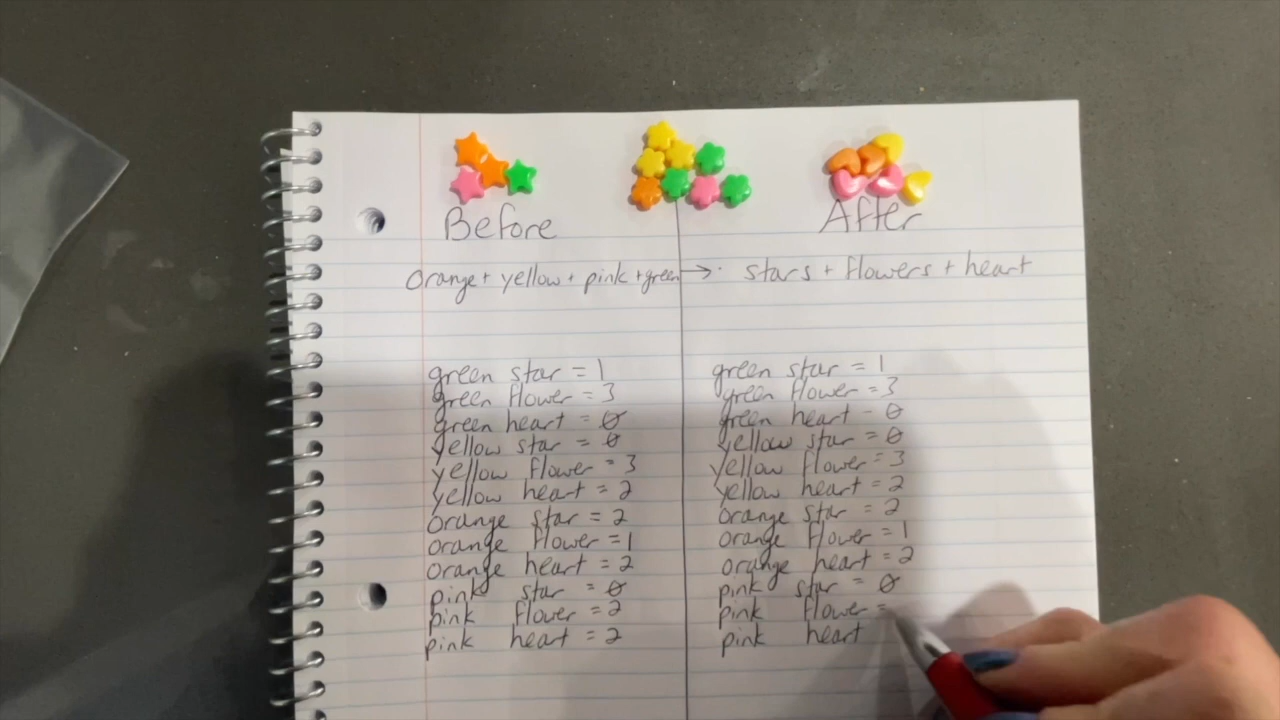 Before
After
Orange + yellow + pink + green → stars + flowers + heart
green star = 1
green flower = 3
green heart = 0
yellow star = 0
yellow flower = 3
yellow heart = 2
orange star = 2
orange flower = 1
orange heart = 2
pink star = 0
pink flower = 2
pink heart = 2
green star = 1
green flower = 3
green heart = 0
yellow star = 0
yellow flower = 3
yellow heart = 2
orange star = 2
orange flower = 1
orange heart = 2
pink star = 0
pink flower =
pink heart